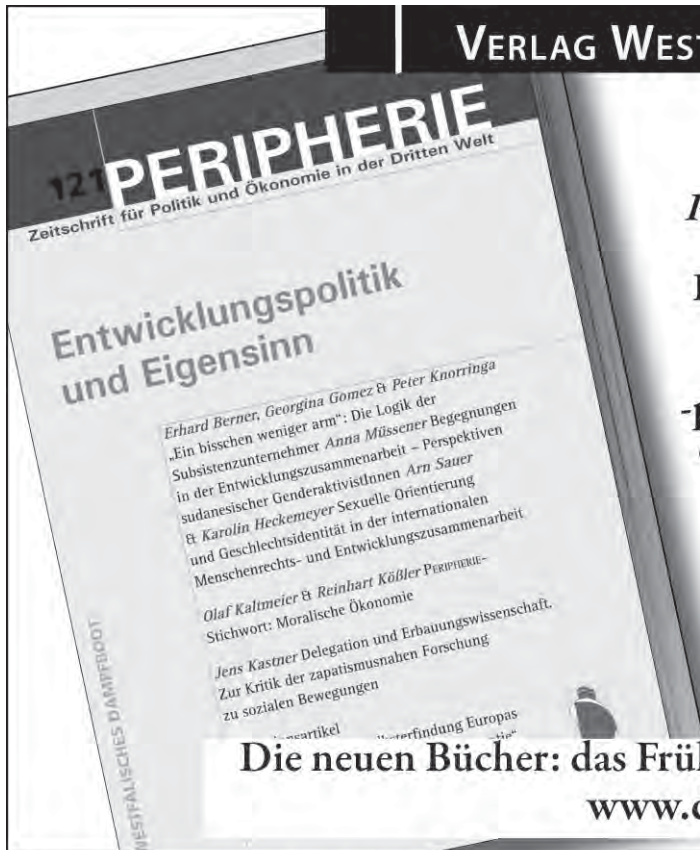 VERLAG WEST
121 PERIPHERIE
Zeitschrift für Politik und Ökonomie in der Dritten Welt
Entwicklungspolitik
und Eigensinn
Erhard Berner, Georgina Gomez & Peter Knorringa
„Ein bisschen weniger arm“: Die Logik der
Subsistenzunternehmer Anna Müssener Begegnungen
in der Entwicklungszusammenarbeit – Perspektiven
sudanesischer GenderaktivistInnen Arn Sauer
& Karolin Heckemeyer Sexuelle Orientierung
und Geschlechtsidentität in der internationalen
Menschenrechts- und Entwicklungszusammenarbeit
Olaf Kaltmeier & Reinhart Kößler PERIPHERIE-
Stichwort: Moralische Ökonomie
Jens Kastner Delegation und Erbauungswissenschaft.
Zur Kritik der zapatismusnahen Forschung
zu sozialen Bewegungen
WESTFÄLISCHES DAMPFBOOT
Die neuen Bücher: das Frü
www.